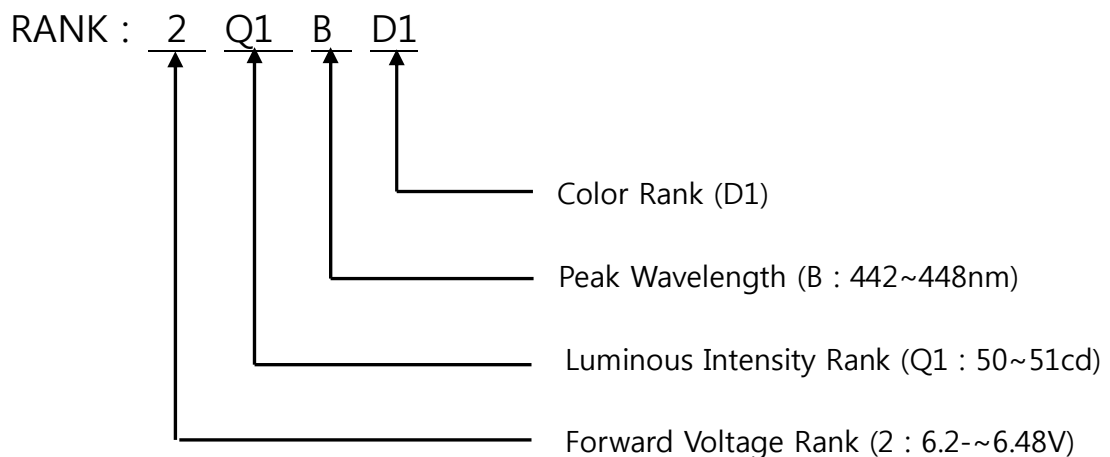 RANK : 2 Q1 B D1
Color Rank (D1)
Peak Wavelength (B : 442~448nm)
Luminous Intensity Rank (Q1 : 50~51cd)
Forward Voltage Rank (2 : 6.2-~6.48V)